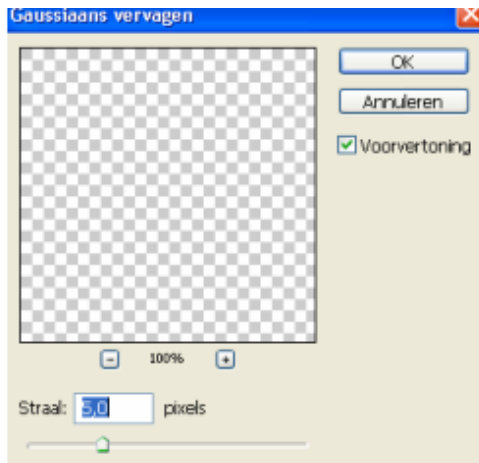 Gaussiaans vervagen
OK
Annuleren
Voorvertoning
100%
Straal: 5,0 pixels